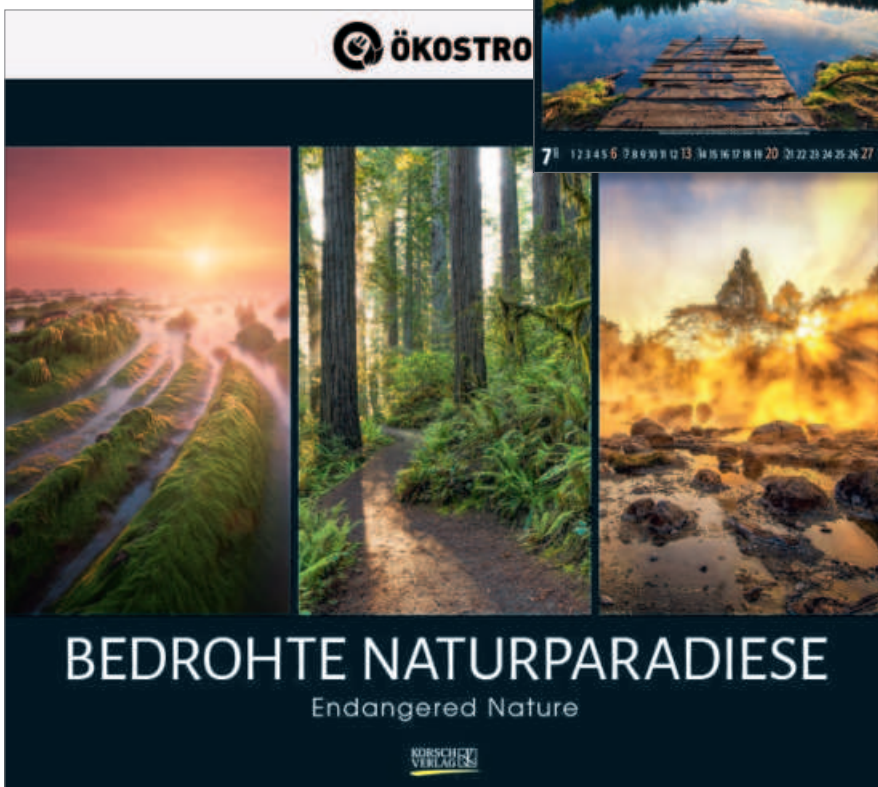 ÖKOSTRO
7 1 2 3 4 5 6 7 8 9 10 11 12 13 14 15 16 17 18 19 20 21 22 23 24 25 26 27
BEDROHTE NATURPARADIESE
Endangered Nature
KORSCH
VERLAG